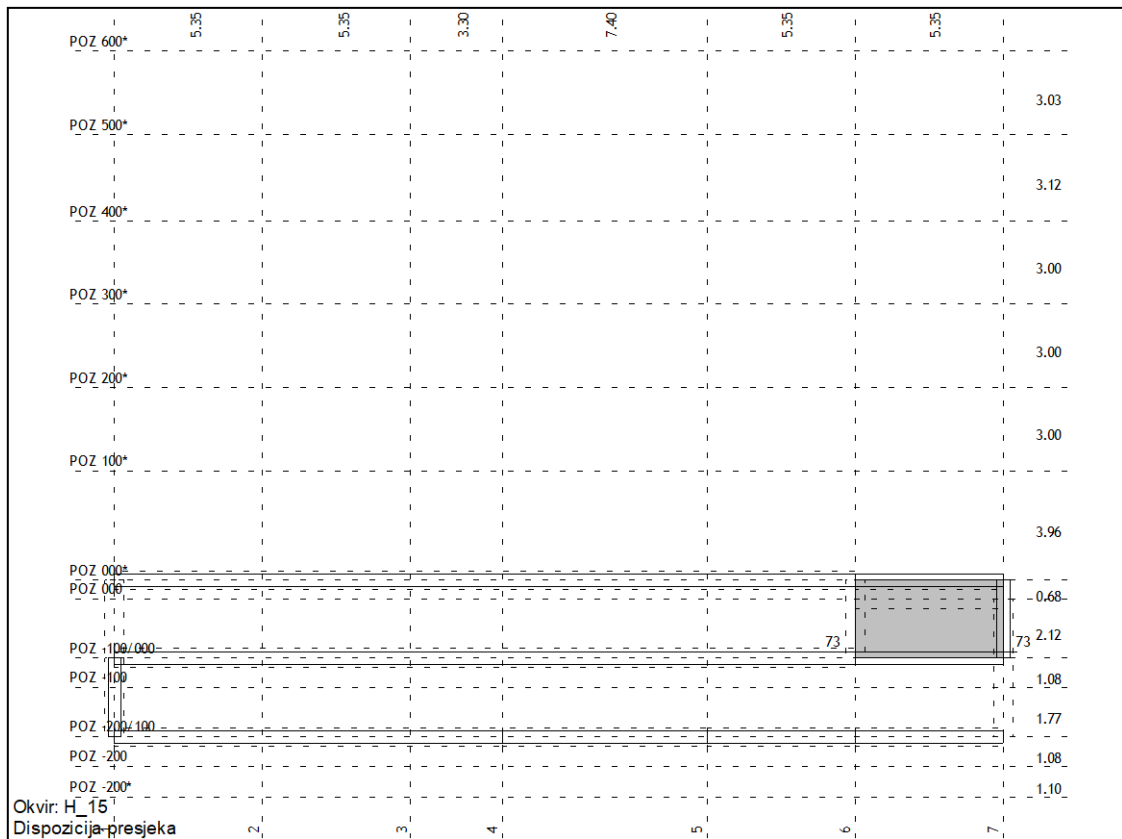 5.35 5.35 3.30 7.40 5.35 5.35
POZ 600*
3.03
POZ 500*
3.12
POZ 400*
3.00
POZ 300*
3.00
POZ 200*
3.00
POZ 100*
3.96
POZ 000*
POZ 000
0.68
2.12
73 73
POZ -100/000
POZ -100
1.08
1.77
POZ -200/100
POZ -200
1.08
POZ -200*
1.10
Okvir: H_15
Dispozicija presjeka
1 2 3 4 5 6 7